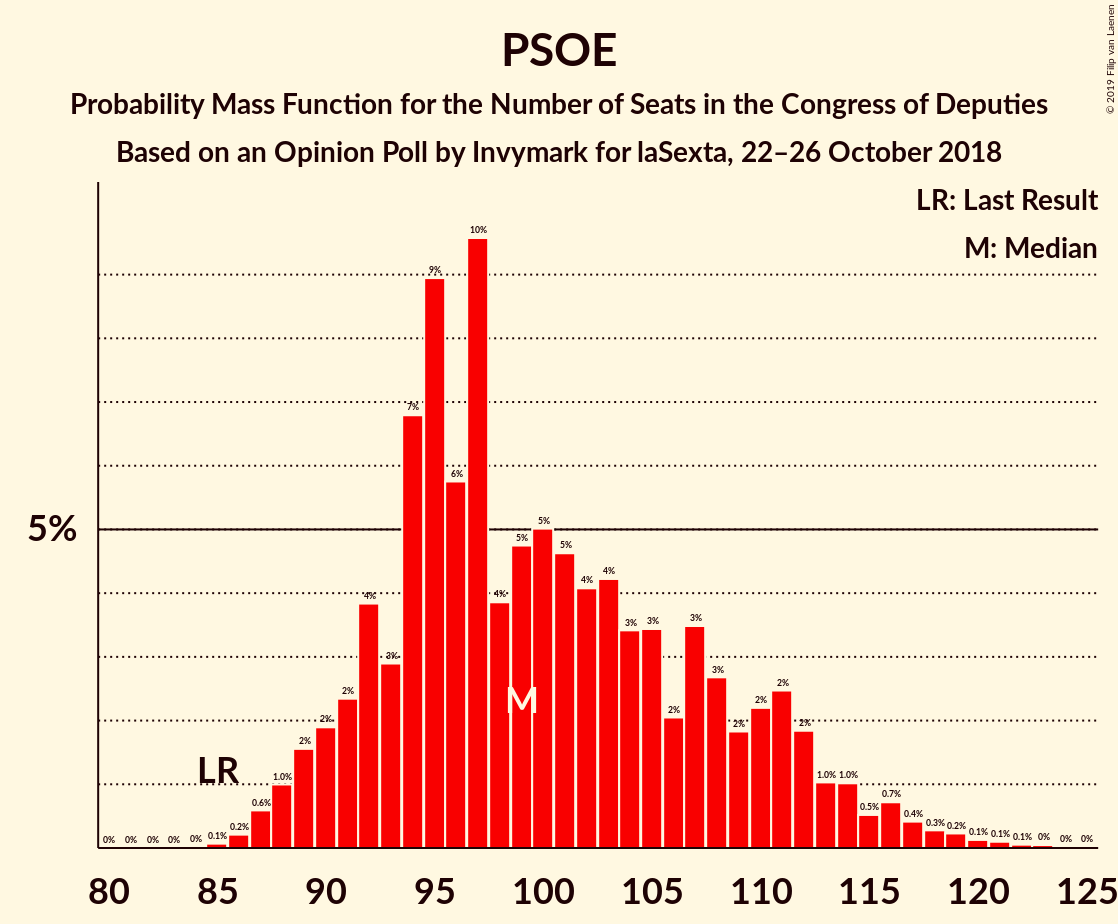 PSOE
Probability Mass Function for the Number of Seats in the Congress of Deputies
Based on an Opinion Poll by Invymark for laSexta, 22–26 October 2018
© 2019 Filip van Laenen
LR: Last Result
M: Median
5%
0% 0% 0% 0% 0% 0.1% 0.2% 0.6% 1.0% 2% 2% 2% 4% 3% 7% 9% 6% 10% 4% 5% 5% 5% 4% 4% 3% 3% 2% 3% 3% 2% 2% 2% 2% 1.0% 1.0% 0.5% 0.7% 0.4% 0.3% 0.2% 0.1% 0.1% 0.1% 0% 0% 0%
LR
M
80 85 90 95 100 105 110 115 120 125